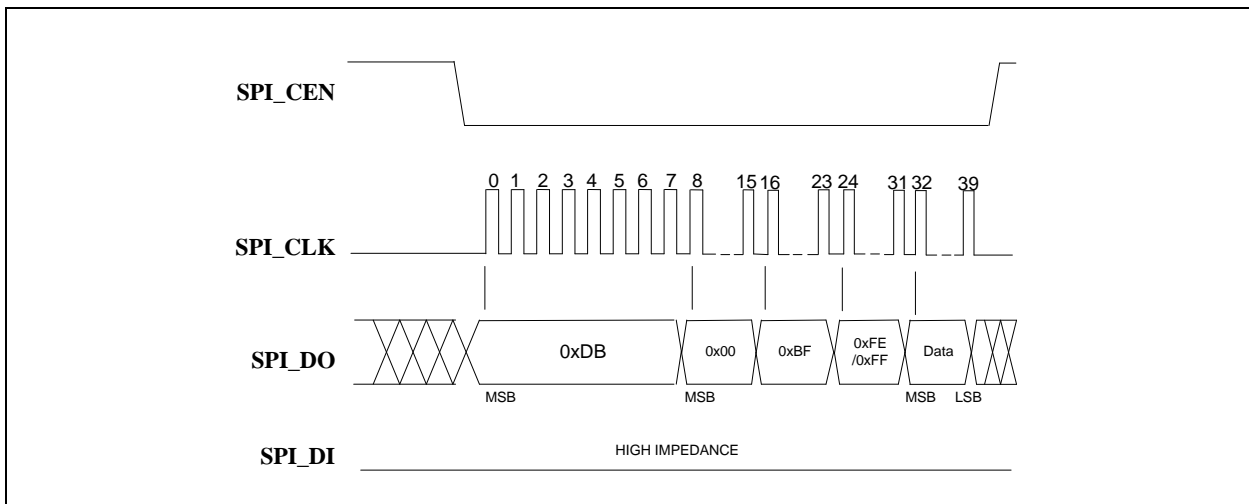 SPI_CEN
0 1 2 3 4 5 6 7 8 15 16 23 24 31 32 39
SPI_CLK
SPI_DO
0xDB
0x00
0xBF
0xFE
/0xFF
Data
MSB MSB MSB LSB
SPI_DI
HIGH IMPEDANCE